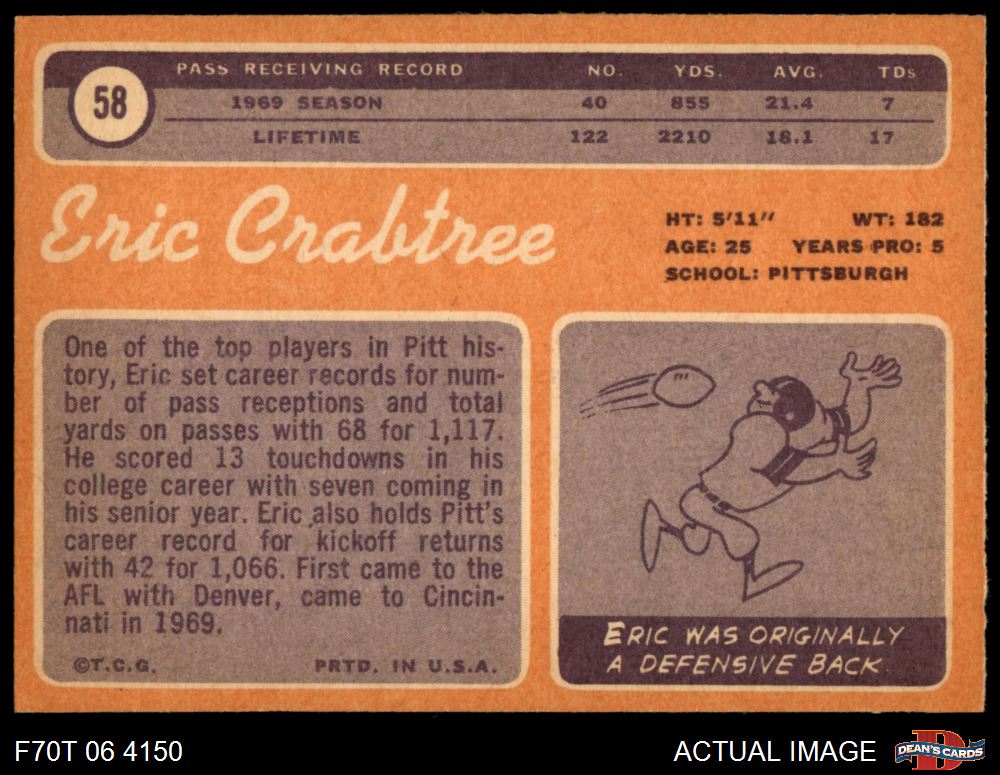 58
PASS RECEIVING RECORD NO. YDS. AVG. TDs
1969 SEASON 40 855 21.4 7
LIFETIME 122 2210 18.1 17
Eric Crabtree
HT: 5'11" WT: 182
AGE: 25 YEARS PRO: 5
SCHOOL: PITTSBURGH
One of the top players in Pitt his-
tory, Eric set career records for num-
ber of pass receptions and total
yards on passes with 68 for 1,117.
He scored 13 touchdowns in his
college career with seven coming in
his senior year. Eric also holds Pitt's
career record for kickoff returns
with 42 for 1,066. First came to the
AFL with Denver, came to Cincin-
nati in 1969.
©T.C.G. PRTD. IN U.S.A.
ERIC WAS ORIGINALLY
A DEFENSIVE BACK
F70T 06 4150
ACTUAL IMAGE
D
DEAN'S CARDS